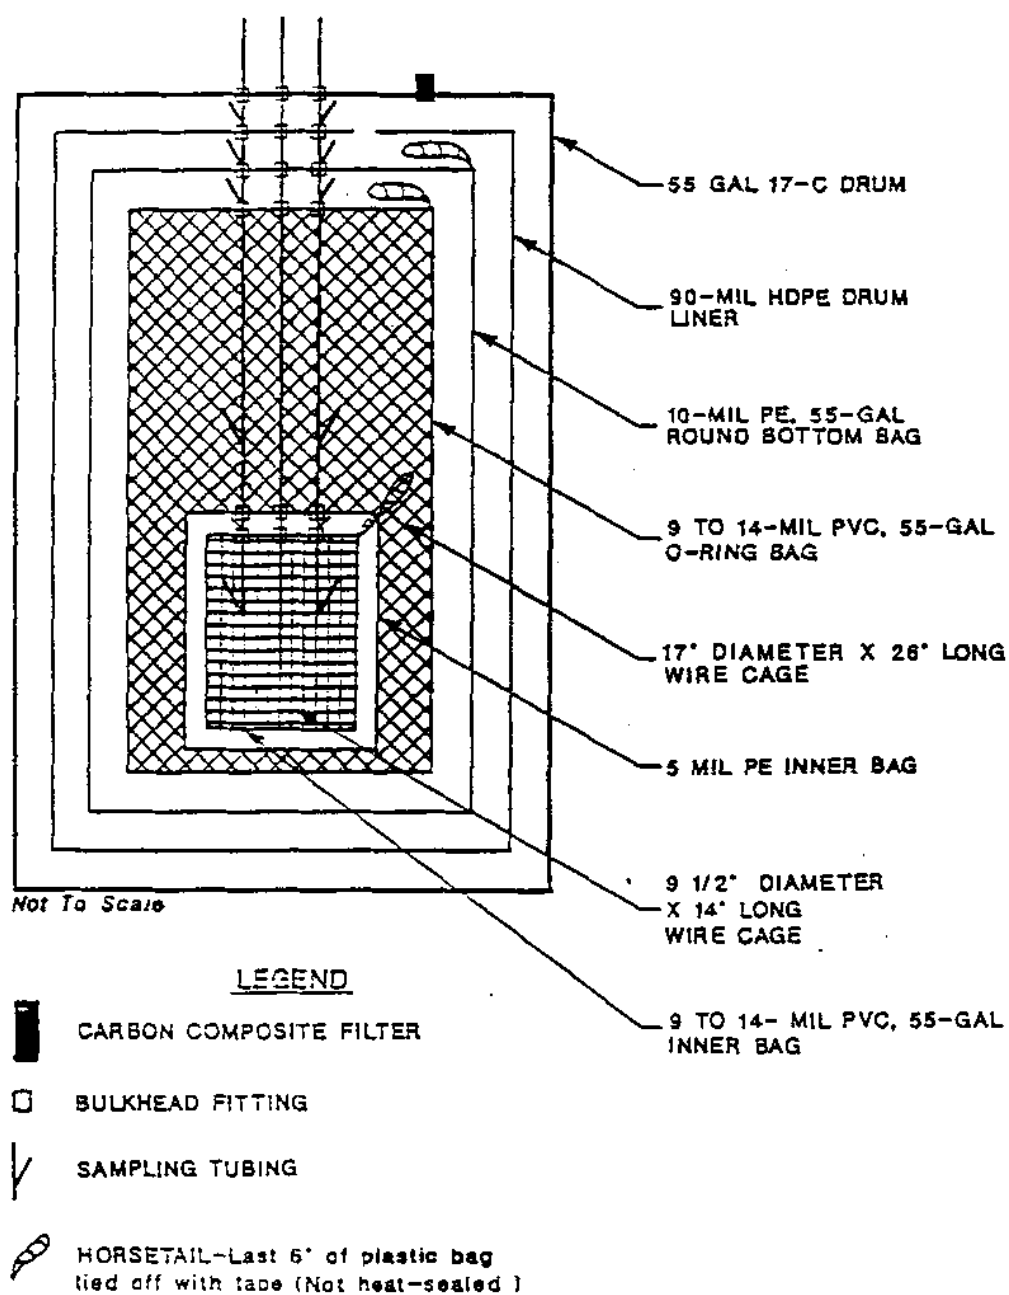 55 GAL 17-C DRUM
90-MIL HDPE DRUM
LINER
10-MIL PE, 55-GAL
ROUND BOTTOM BAG
9 TO 14-MIL PVC, 55-GAL
O-RING BAG
17" DIAMETER X 26" LONG
WIRE CAGE
5 MIL PE INNER BAG
9 1/2" DIAMETER
X 14" LONG
WIRE CAGE
9 TO 14- MIL PVC, 55-GAL
INNER BAG
Not To Scale
LEGEND
CARBON COMPOSITE FILTER
BULKHEAD FITTING
SAMPLING TUBING
HORSETAIL-Last 6" of plastic bag
tied off with tape (Not heat-sealed )